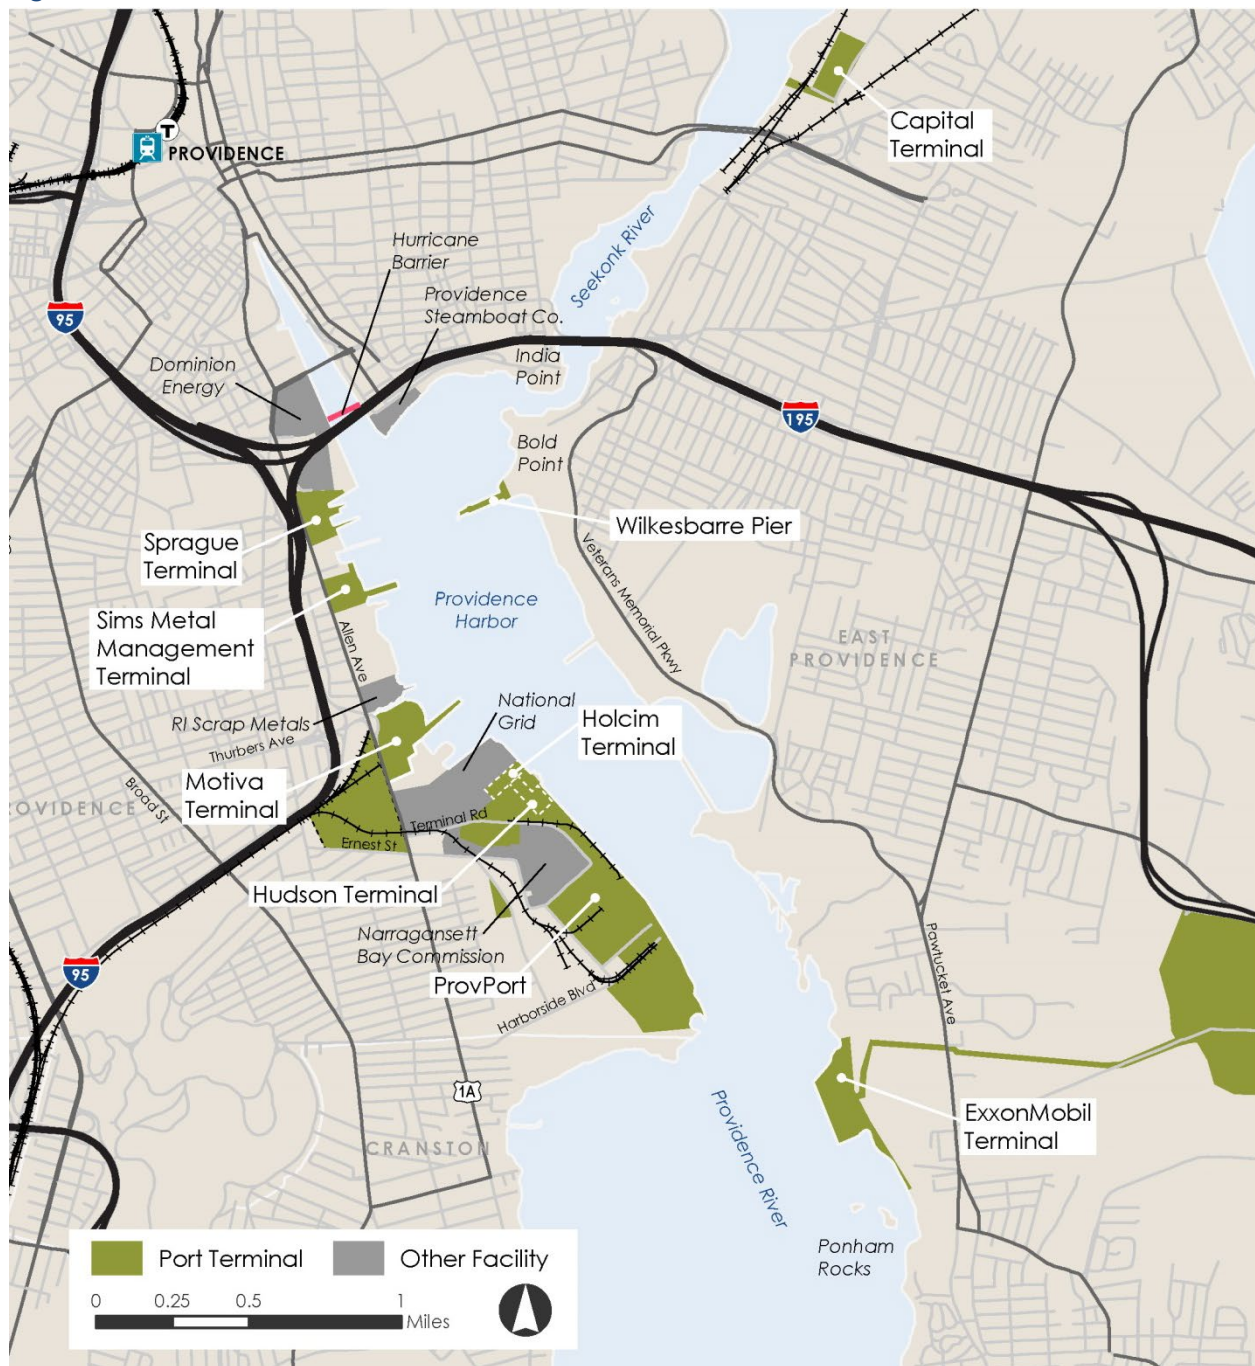 Capital
Terminal
T
PROVIDENCE
Hurricane
Barrier
Seekonk River
Providence
Steamboat Co.
95
India
Point
Dominion
Energy
195
Bold
Point
Wilkesbarre Pier
Sprague
Terminal
Veterans Memorial Pkwy
Providence
Harbor
Sims Metal
Management
Terminal
Allen Ave
EAST
PROVIDENCE
National
Grid
RI Scrap Metals
Holcim
Terminal
Thurbers Ave
Motiva
Terminal
Broad St
ROVIDENCE
Terminal Rd
Ernest St
Hudson Terminal
Narragansett
Bay Commission
Pawtucket Ave
95
ProvPort
Harborside Blvd
1A
ExxonMobil
Terminal
CRANSTON
Providence River
Ponham
Rocks
Port Terminal
Other Facility
0 0.25 0.5 1
Miles